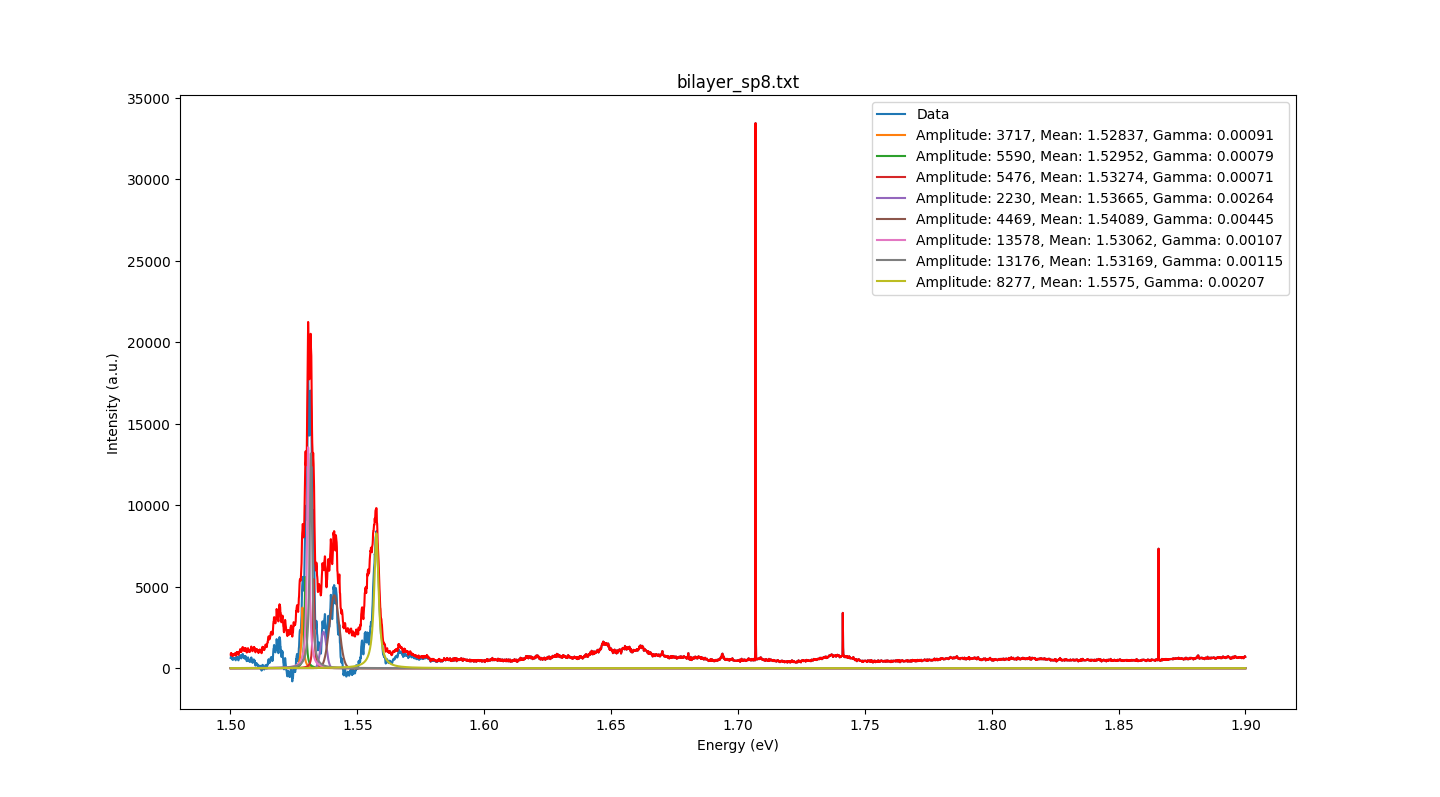 bilayer_sp8.txt
35000
30000
25000
20000
15000
10000
5000
0
Intensity (a.u.)
Data
Amplitude: 3717, Mean: 1.52837, Gamma: 0.00091
Amplitude: 5590, Mean: 1.52952, Gamma: 0.00079
Amplitude: 5476, Mean: 1.53274, Gamma: 0.00071
Amplitude: 2230, Mean: 1.53665, Gamma: 0.00264
Amplitude: 4469, Mean: 1.54089, Gamma: 0.00445
Amplitude: 13578, Mean: 1.53062, Gamma: 0.00107
Amplitude: 13176, Mean: 1.53169, Gamma: 0.00115
Amplitude: 8277, Mean: 1.5575, Gamma: 0.00207
1.50 1.55 1.60 1.65 1.70 1.75 1.80 1.85 1.90
Energy (eV)